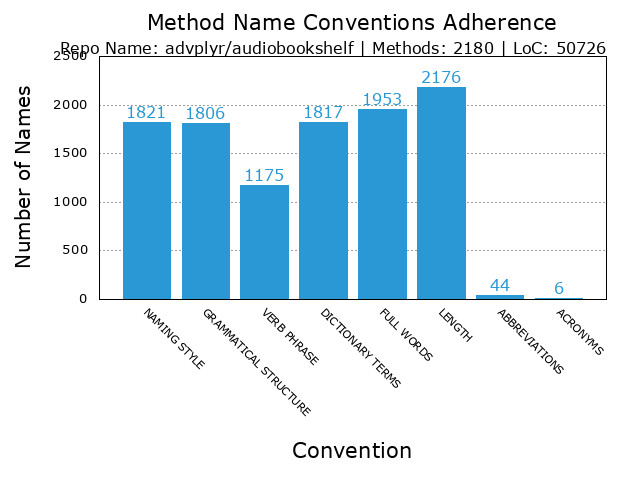 Method Name Conventions Adherence
Repo Name: advplyr/audiobookshelf | Methods: 2180 | LoC: 50726
Number of Names
2500
2000
1500
1000
500
0
1821
1806
1175
1817
1953
2176
44
6
NAMING STYLE
GRAMMATICAL STRUCTURE
VERB PHRASE
DICTIONARY TERMS
FULL WORDS
LENGTH
ABBREVIATIONS
ACRONYMS
Convention